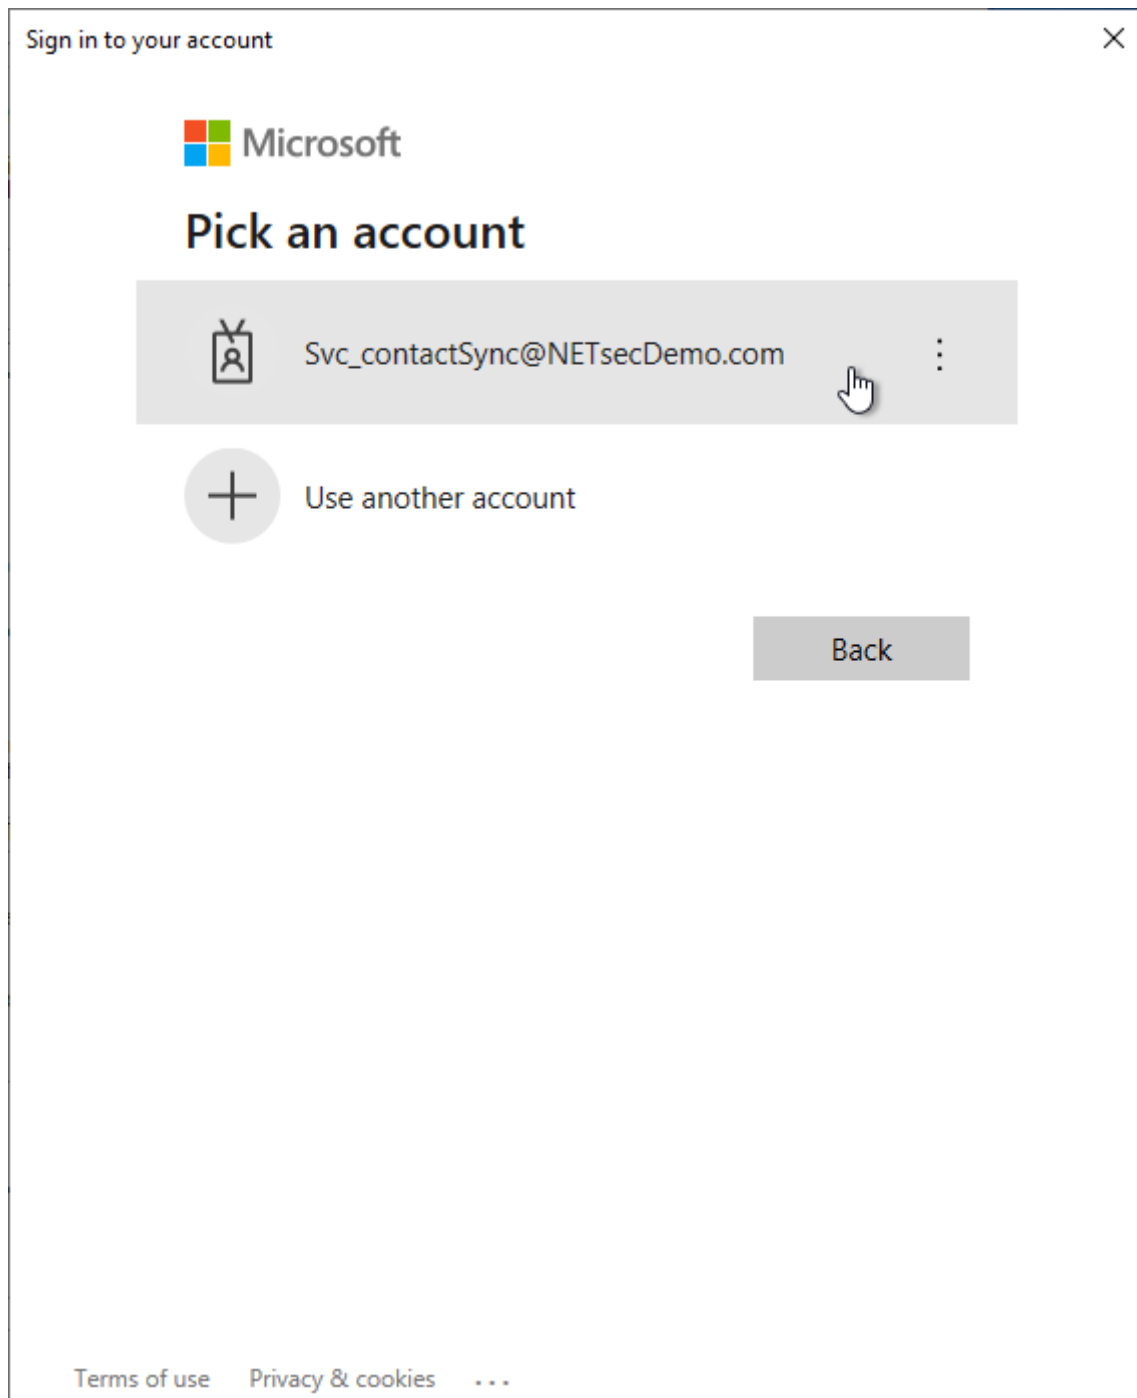 Sign in to your account
Microsoft
Pick an account
Svc_contactSync@NETsecDemo.com
Use another account
Back
Terms of use Privacy & cookies ...